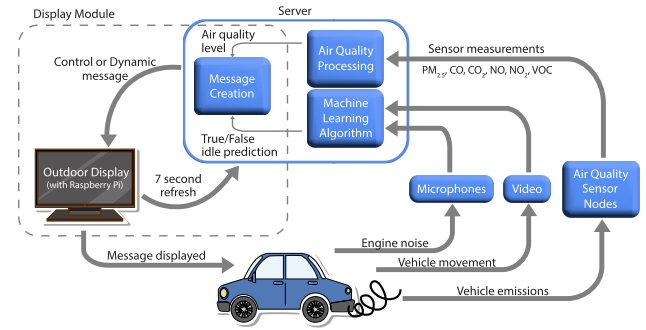 Display Module
Server
Air quality
level
Control or Dynamic
message
Message
Creation
Air Quality
Processing
Sensor measurements
PM2.5, CO, CO2, NO, NO2, VOC
Machine
Learning
Algorithm
True/False
idle prediction
Outdoor Display
(with Raspberry Pi)
7 second
refresh
Microphones
Video
Air Quality
Sensor
Nodes
Message displayed
Engine noise
Vehicle movement
Vehicle emissions